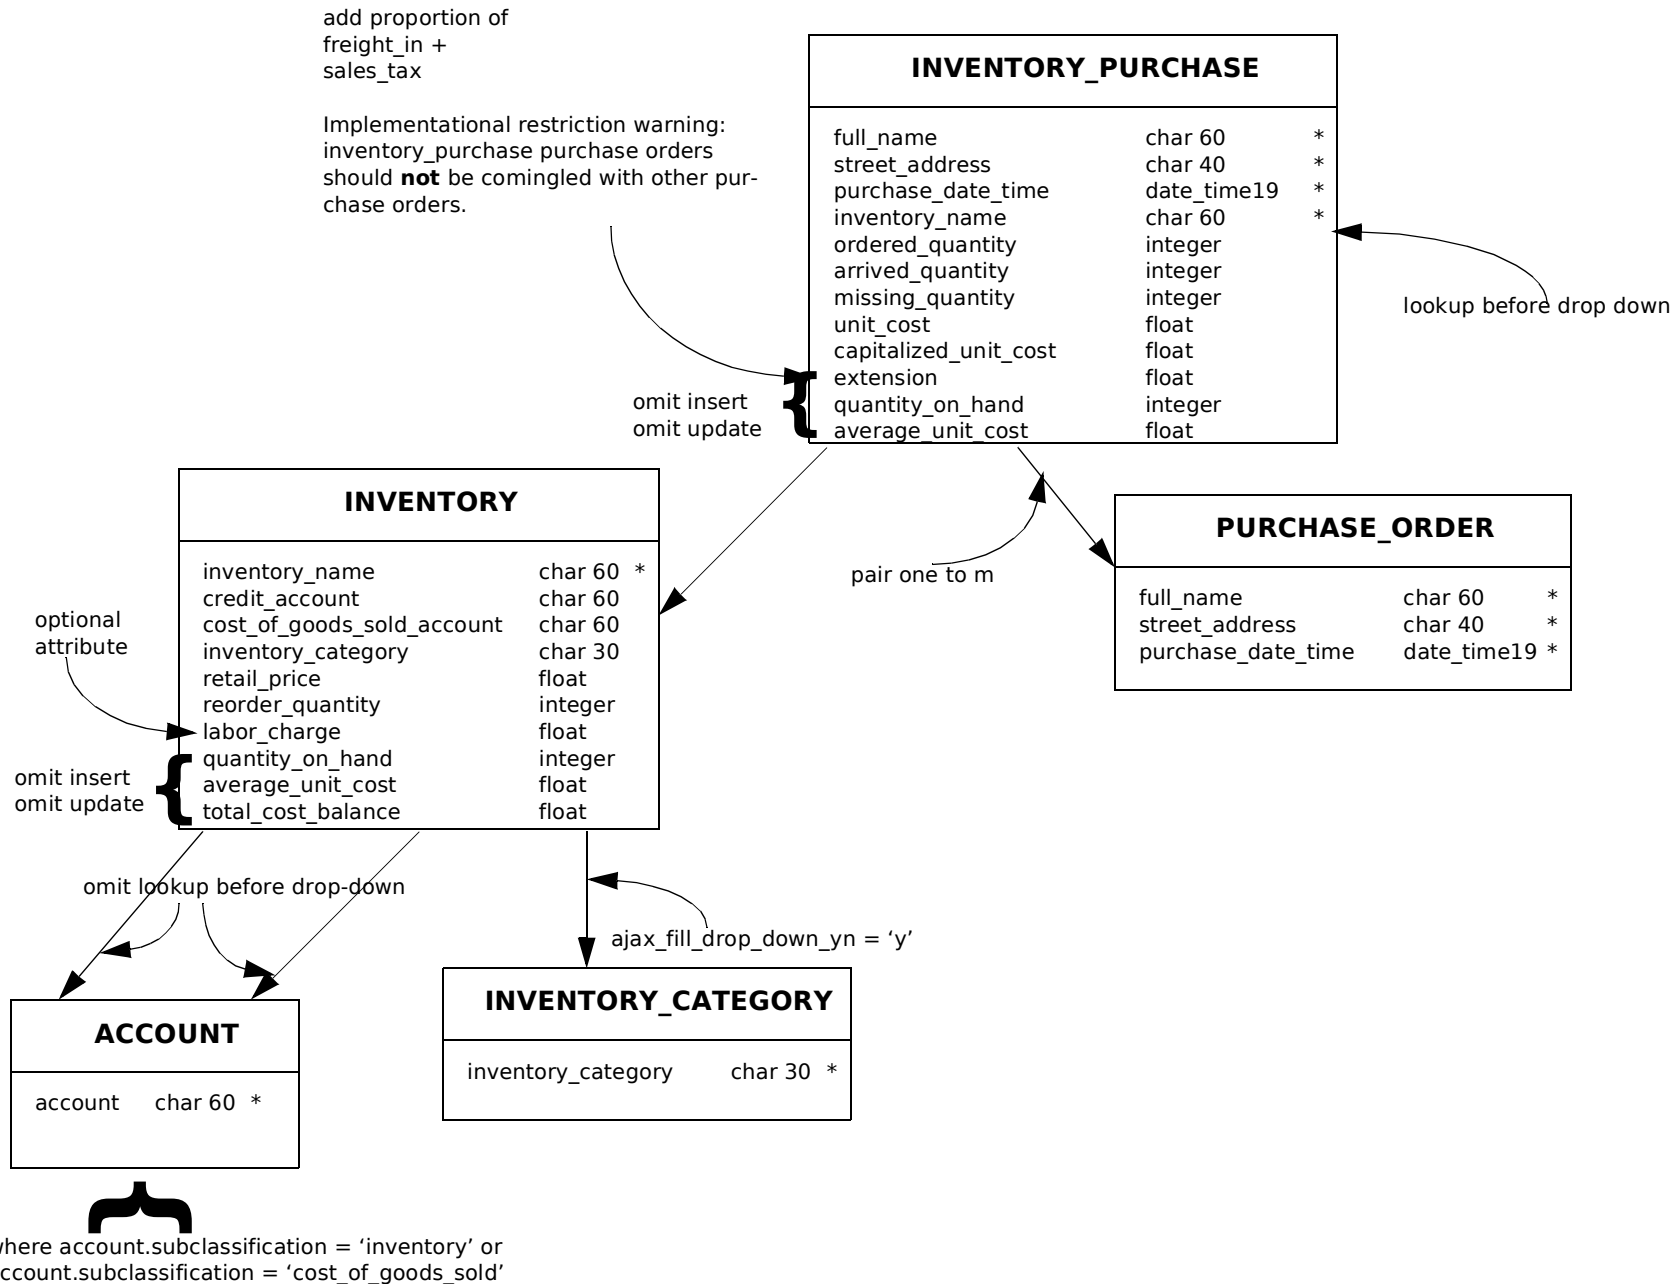 add proportion of
freight_in +
sales_tax
Implementational restriction warning:
inventory_purchase purchase orders
should not be comingled with other pur-
chase orders.
INVENTORY_PURCHASE
full_name char 60 *
street_address char 40 *
purchase_date_time date_time19 *
inventory_name char 60 *
ordered_quantity integer
arrived_quantity integer
missing_quantity integer
unit_cost float
capitalized_unit_cost float
extension float
quantity_on_hand integer
average_unit_cost float
lookup before drop down
omit insert
omit update
INVENTORY
inventory_name char 60 *
credit_account char 60
cost_of_goods_sold_account char 60
inventory_category char 30
retail_price float
reorder_quantity integer
labor_charge float
quantity_on_hand integer
average_unit_cost float
total_cost_balance float
optional
attribute
omit insert
omit update
pair one to m
PURCHASE_ORDER
full_name char 60 *
street_address char 40 *
purchase_date_time date_time19 *
omit lookup before drop-down
ajax_fill_drop_down_yn = ‘y’
ACCOUNT
account char 60 *
INVENTORY_CATEGORY
inventory_category char 30 *
where account.subclassification = ‘inventory’ or
account.subclassification = ‘cost_of_goods_sold’